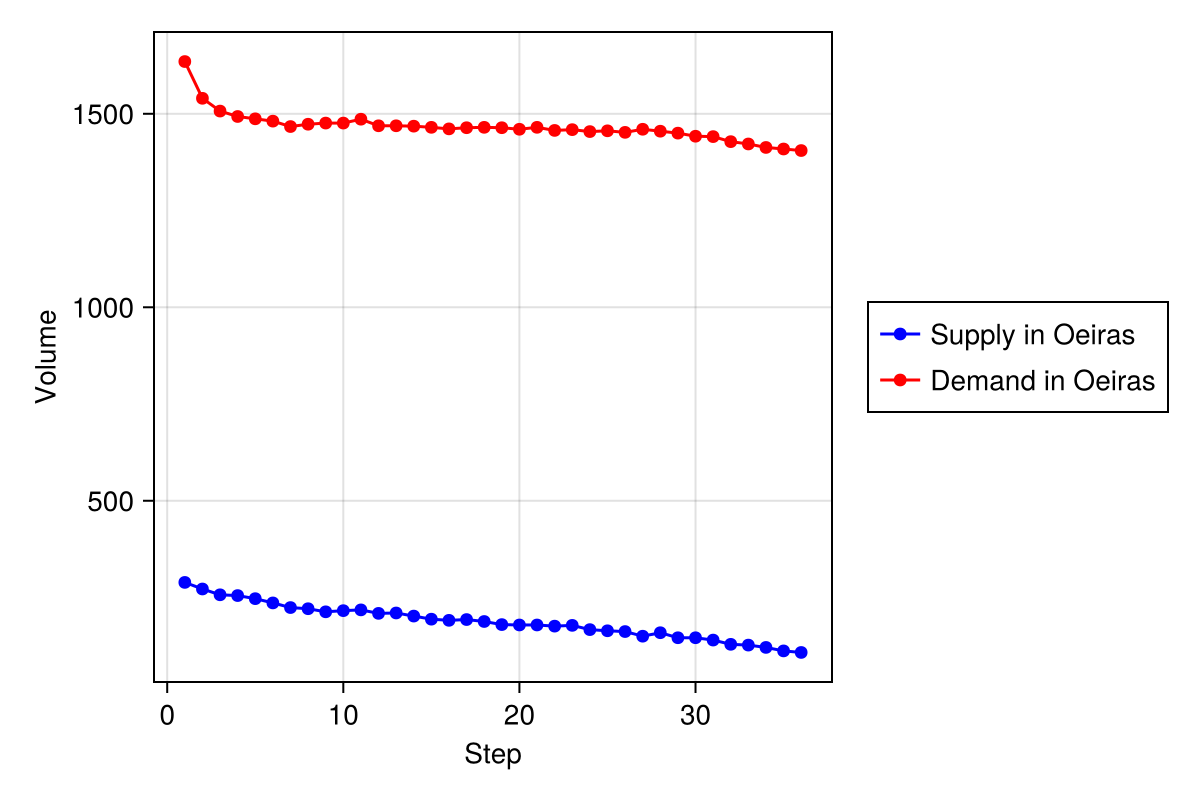 1500
1000
500
Volume
0 10 20 30
Step
Supply in Oeiras
Demand in Oeiras